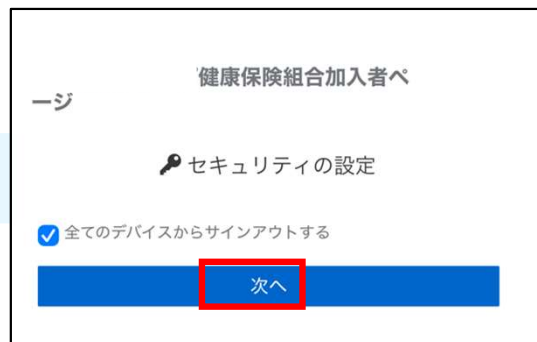 健康保険組合加入者ペ
ージ
セキュリティの設定
全てのデバイスからサインアウトする
次へ